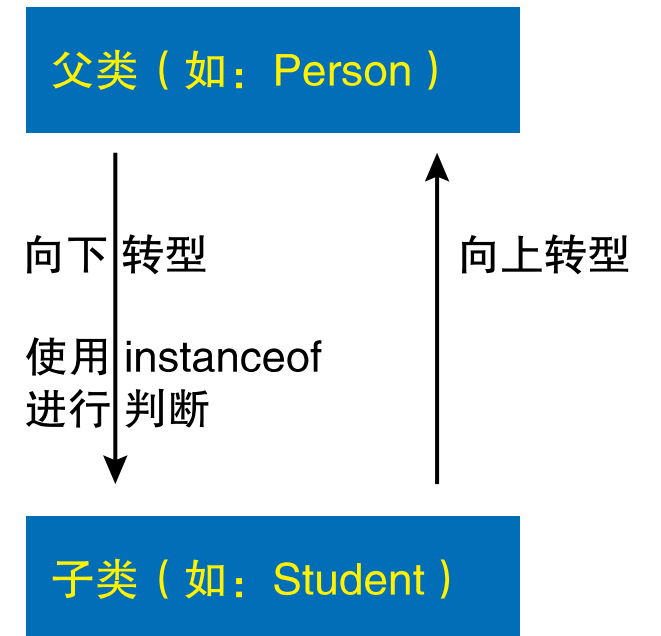 父类（如：Person）
向下转型
向上转型
使用 instanceof
进行判断
子类（如：Student）